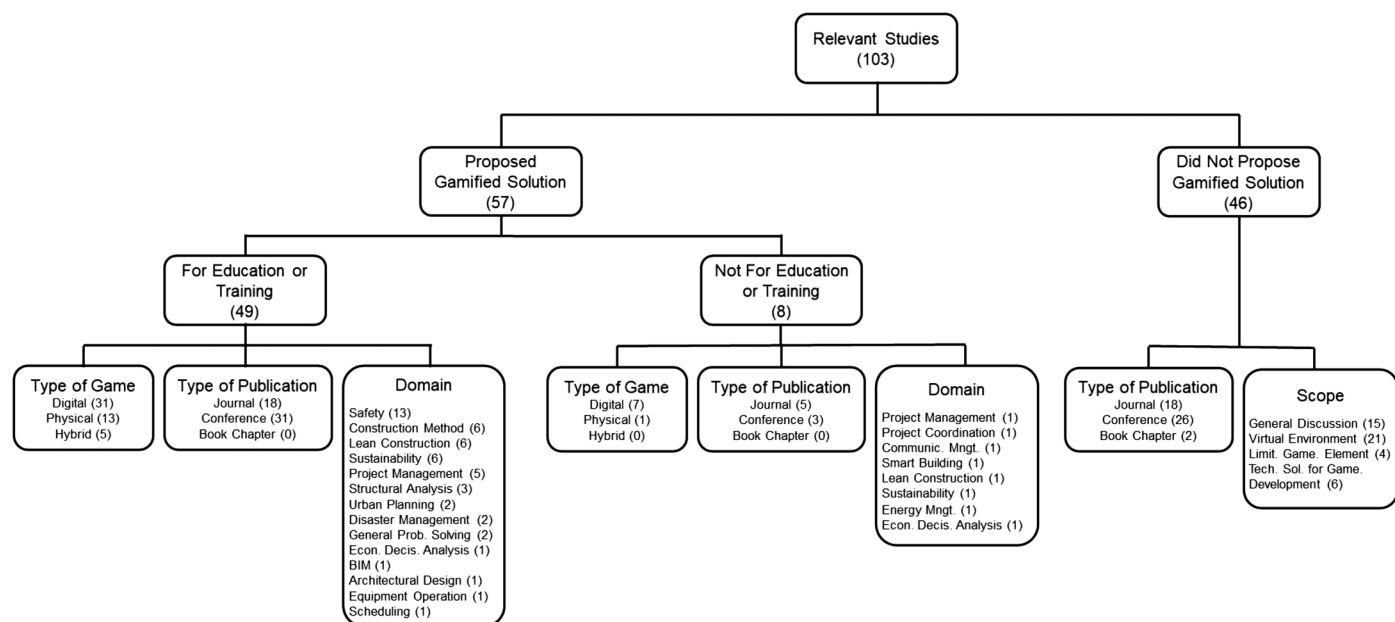 Relevant Studies
(103)
Proposed
Gamified Solution
(57)
Did Not Propose
Gamified Solution
(46)
For Education or
Training
(49)
Not For Education
or Training
(8)
Type of Game
Digital (31)
Physical (13)
Hybrid (5)
Type of Publication
Journal (18)
Conference (31)
Book Chapter (0)
Domain
Safety (13)
Construction Method (6)
Lean Construction (6)
Sustainability (6)
Project Management (5)
Structural Analysis (3)
Urban Planning (2)
Disaster Management (2)
General Prob. Solving (2)
Econ. Decis. Analysis (1)
BIM (1)
Architectural Design (1)
Equipment Operation (1)
Scheduling (1)
Type of Game
Digital (7)
Physical (1)
Hybrid (0)
Type of Publication
Journal (5)
Conference (3)
Book Chapter (0)
Domain
Project Management (1)
Project Coordination (1)
Communic. Mngt. (1)
Smart Building (1)
Lean Construction (1)
Sustainability (1)
Energy Mngt. (1)
Econ. Decis. Analysis (1)
Type of Publication
Journal (18)
Conference (26)
Book Chapter (2)
Scope
General Discussion (15)
Virtual Environment (21)
Limit. Game. Element (4)
Tech. Sol. for Game.
Development (6)